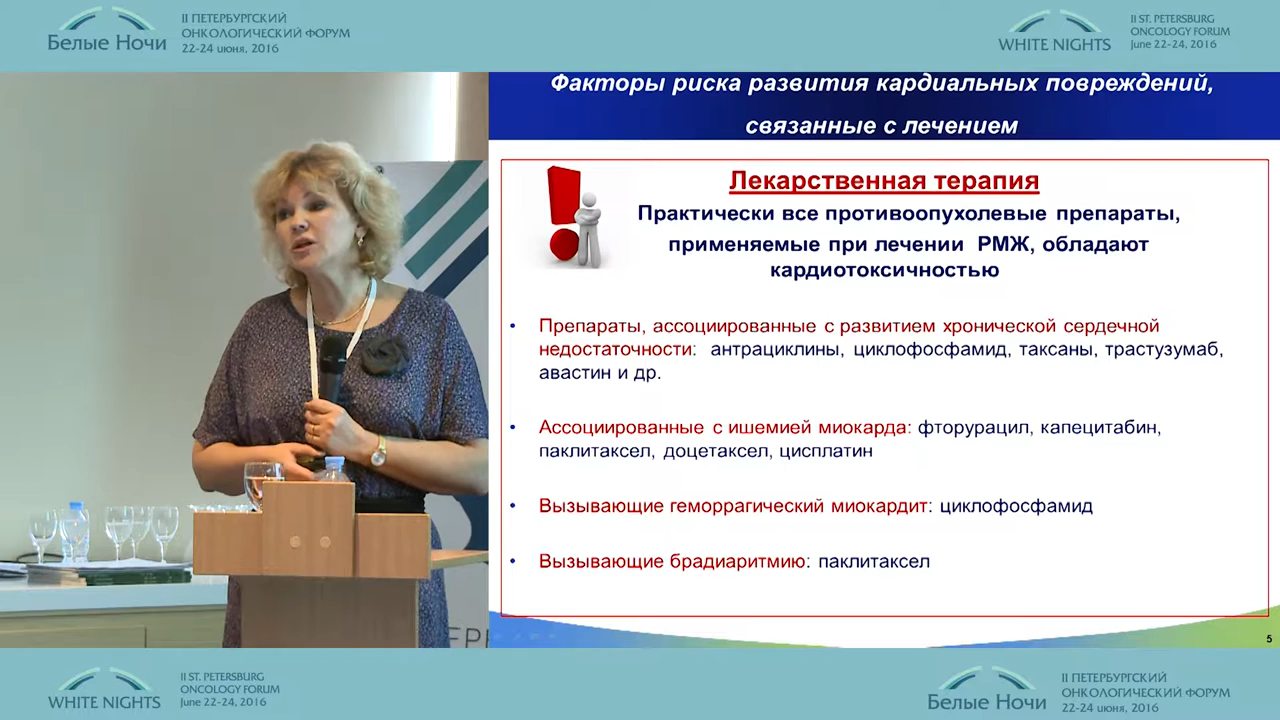 Белые Ночи
II ПЕТЕРБУРГСКИЙ
ОНКОЛОГИЧЕСКИЙ ФОРУМ
22-24 июня, 2016
WHITE NIGHTS
II ST. PETERSBURG
ONCOLOGY FORUM
June 22-24, 2016
Факторы риска развития кардиальных повреждений,
связанные с лечением
Лекарственная терапия
Практически все противоопухолевые препараты,
применяемые при лечении РМЖ, обладают
кардиотоксичностью
• Препараты, ассоциированные с развитием хронической сердечной
недостаточности: антрациклины, циклофосфамид, таксаны, трастузумаб,
авастин и др.
• Ассоциированные с ишемией миокарда: фторурацил, капецитабин,
паклитаксел, доцетаксел, цисплатин
• Вызывающие геморрагический миокардит: циклофосфамид
• Вызывающие брадиаритмию: паклитаксел
5
WHITE NIGHTS
II ST. PETERSBURG
ONCOLOGY FORUM
June 22-24, 2016
Белые Ночи
II ПЕТЕРБУРГСКИЙ
ОНКОЛОГИЧЕСКИЙ ФОРУМ
22-24 июня, 2016